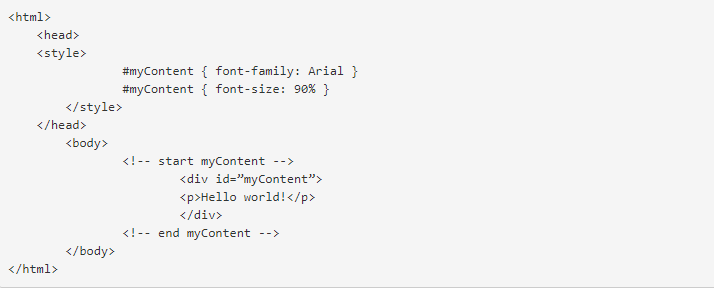 <html>
<head>
<style>
#myContent { font-family: Arial }
#myContent { font-size: 90% }
</style>
</head>
<body>
<!-- start myContent -->
<div id=”myContent”>
<p>Hello world!</p>
</div>
<!-- end myContent -->
</body>
</html>